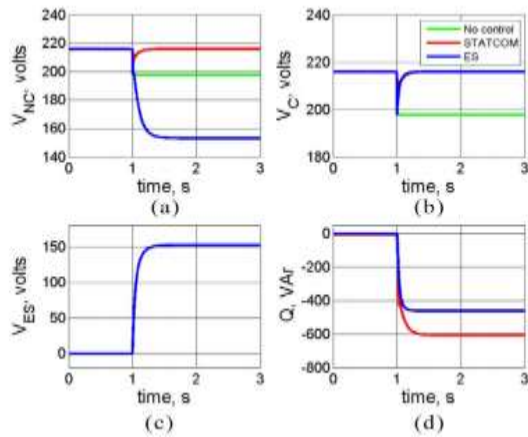 240
220
200
180
160
140
V_NC, volts
0 1 2 3
time, s
(a)
240
220
200
180
V_C, volts
No control
STATCOM
ES
0 1 2 3
time, s
(b)
150
100
50
0
V_ES, volts
0 1 2 3
time, s
(c)
0
-200
-400
-600
-800
Q, VAr
0 1 2 3
time, s
(d)